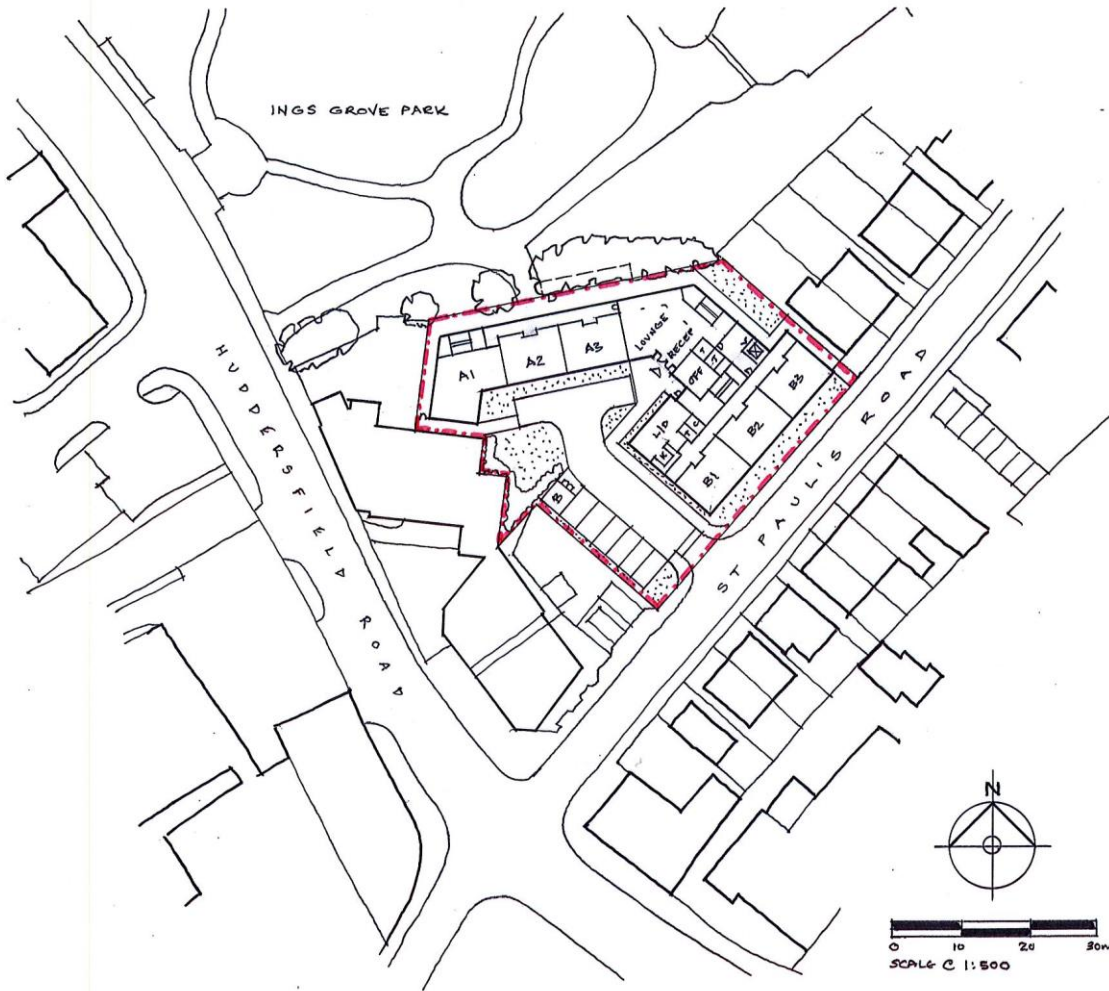 INGS GROVE PARK
HUDDERSFIELD ROAD
ST PAULIS ROAD
A1
A2
A3
LOUNGE
RECEP
OFF
L/D
K
B1
B2
B3
B
N
0 10 20 30m
SCALE C 1:500